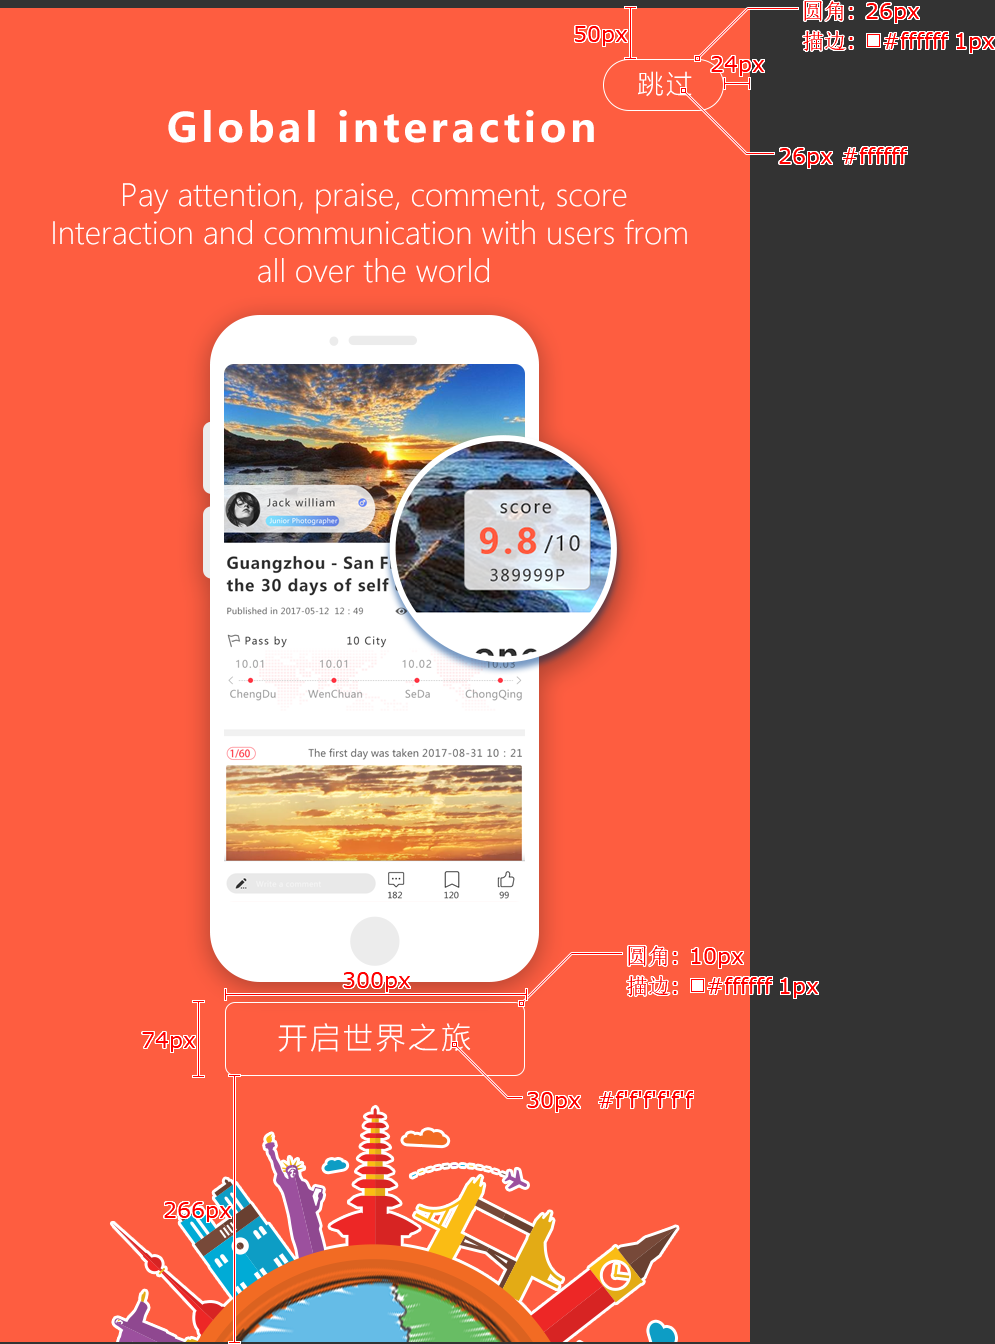 圆角：26px
50px
描边：#ffffff 1px
24px
跳过
Global interaction
26px #ffffff
Pay attention, praise, comment, score
Interaction and communication with users from
all over the world
Jack william
Junior Photographer
score
9.8/10
389999P
Guangzhou - San F
the 30 days of self
Published in 2017-05-12 12 : 49
Pass by
10 City
one
10.01
10.01
10.02
10.03
ChengDu
WenChuan
SeDa
ChongQing
1/60
The first day was taken 2017-08-31 10 : 21
Write a comment
182
120
99
圆角：10px
300px
描边：#ffffff 1px
74px
开启世界之旅
30px #ffffff
266px